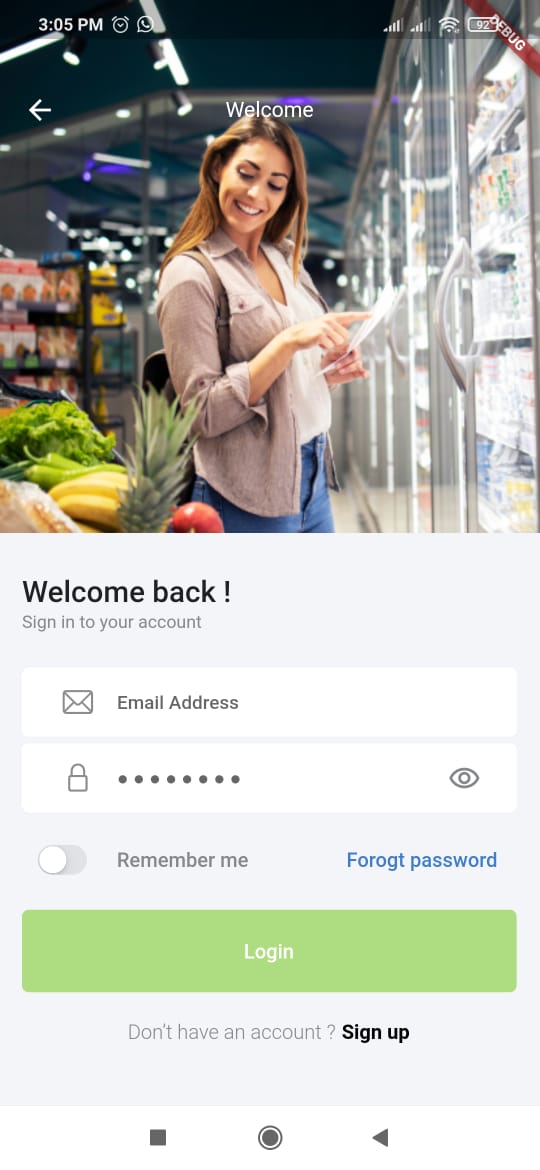 3:05 PM
92
DEBUG
Welcome
Welcome back !
Sign in to your account
Email Address
Remember me
Forogt password
Login
Don't have an account ? Sign up